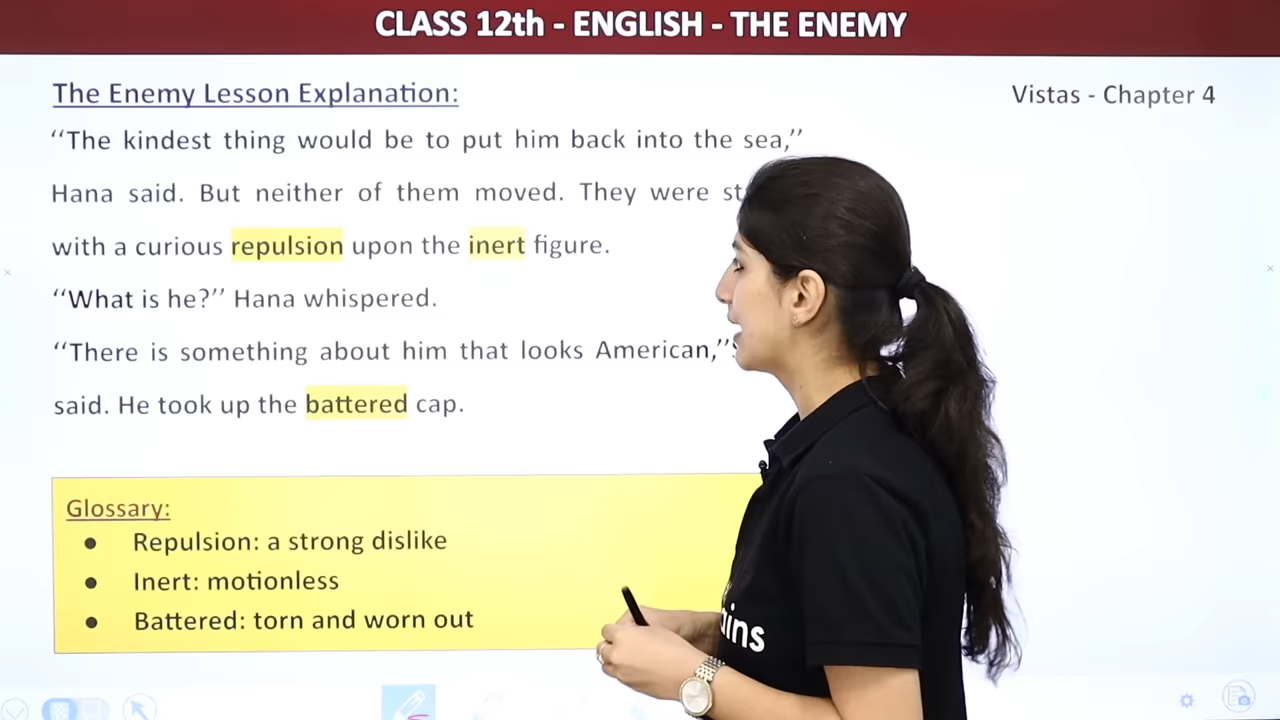 CLASS 12th - ENGLISH - THE ENEMY
The Enemy Lesson Explanation:
Vistas - Chapter 4
“The kindest thing would be to put him back into the sea,”
Hana said. But neither of them moved. They were
with a curious repulsion upon the inert figure.
“What is he?” Hana whispered.
“There is something about him that looks American,”
said. He took up the battered cap.
Glossary:
● Repulsion: a strong dislike
● Inert: motionless
● Battered: torn and worn out